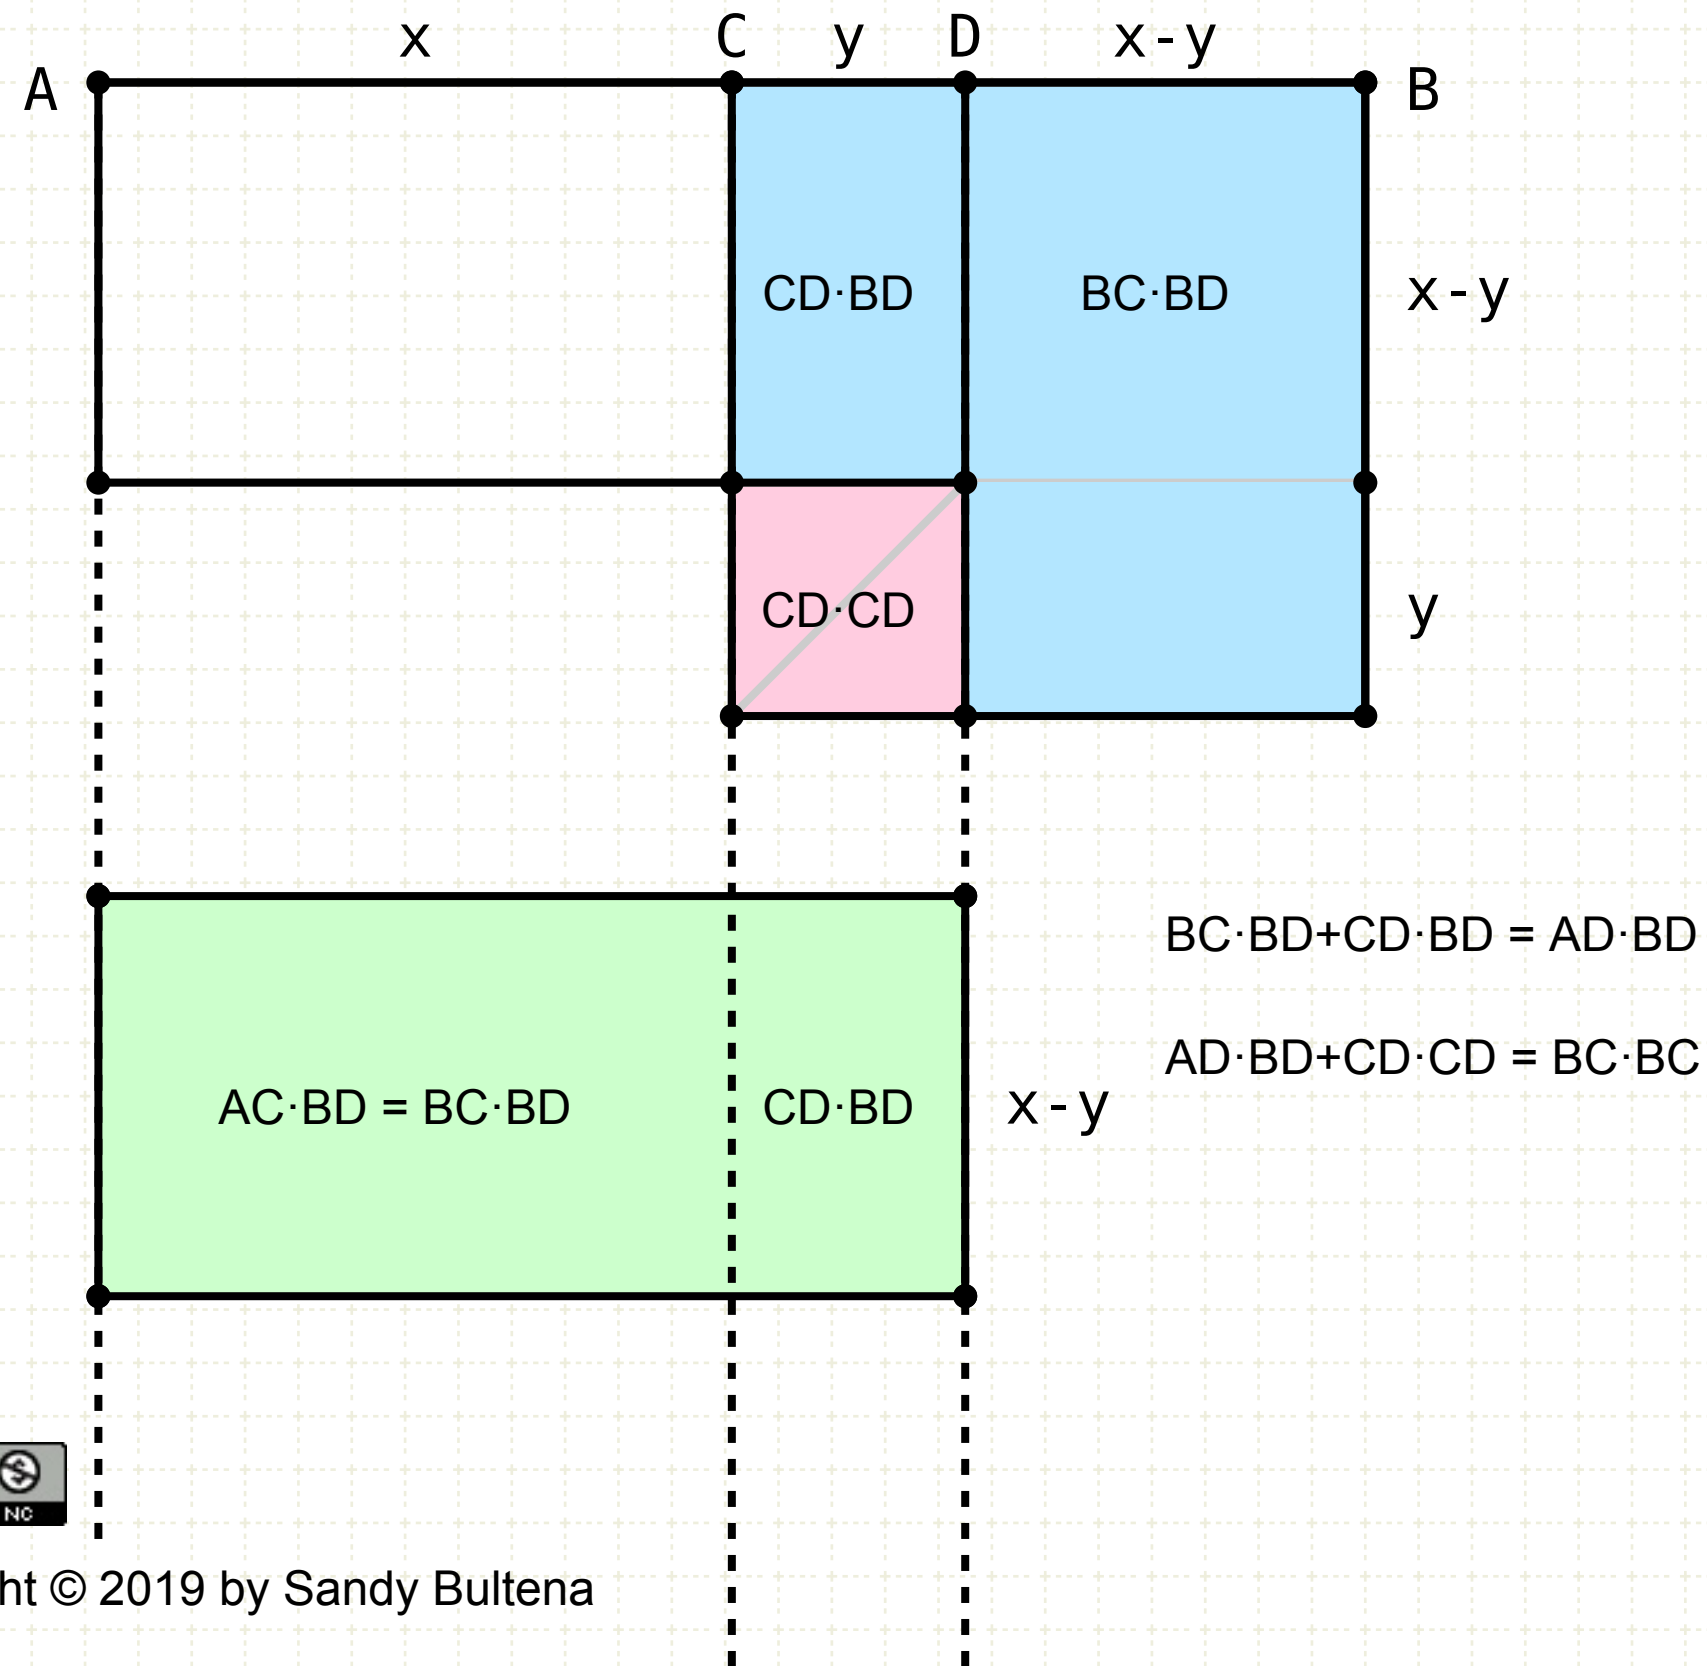 x C y D x-y
A B
CD·BD BC·BD x-y
CD·CD y
BC·BD+CD·BD = AD·BD
AD·BD+CD·CD = BC·BC
AC·BD = BC·BD CD·BD x-y
NC
ht © 2019 by Sandy Bultena